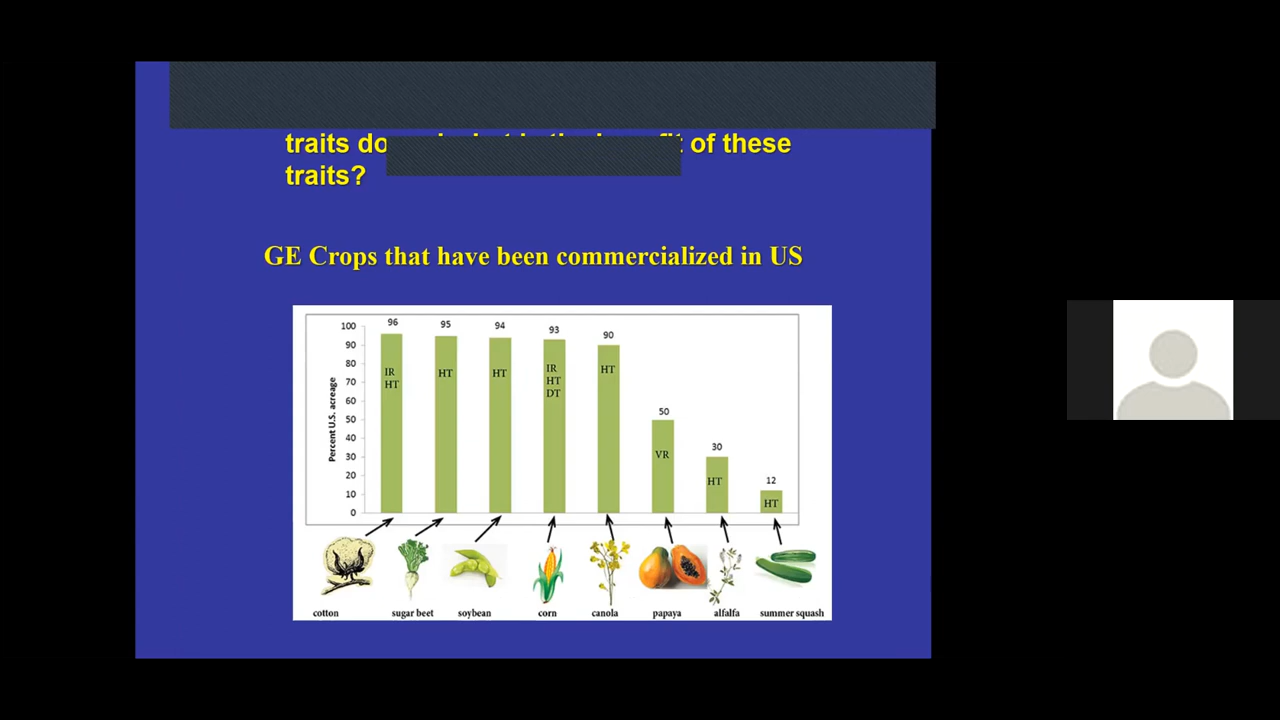 traits do of these
traits?
GE Crops that have been commercialized in US
Percent U.S. acreage
100
90
80
70
60
50
40
30
20
10
0
96
95
94
93
90
50
30
12
IR
HT
HT
HT
IR
HT
DT
HT
VR
HT
HT
cotton
sugar beet
soybean
corn
canola
papaya
alfalfa
summer squash